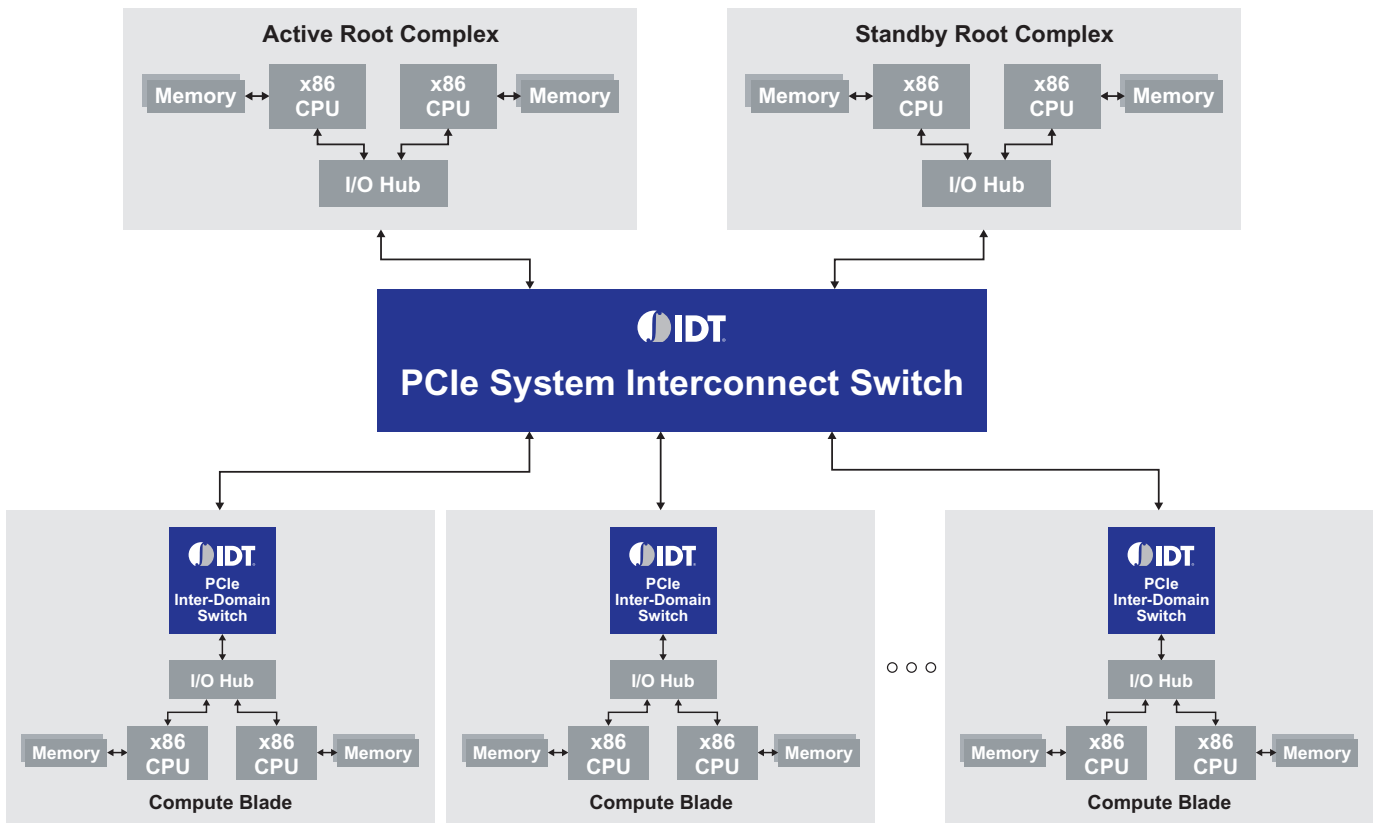 Active Root Complex
Standby Root Complex
Memory
x86
CPU
x86
CPU
Memory
I/O Hub
Memory
x86
CPU
x86
CPU
Memory
I/O Hub
IDT
PCIe System Interconnect Switch
IDT
PCIe
Inter-Domain
Switch
I/O Hub
Memory
x86
CPU
x86
CPU
Memory
Compute Blade
IDT
PCIe
Inter-Domain
Switch
I/O Hub
Memory
x86
CPU
x86
CPU
Memory
Compute Blade
IDT
PCIe
Inter-Domain
Switch
I/O Hub
Memory
x86
CPU
x86
CPU
Memory
Compute Blade